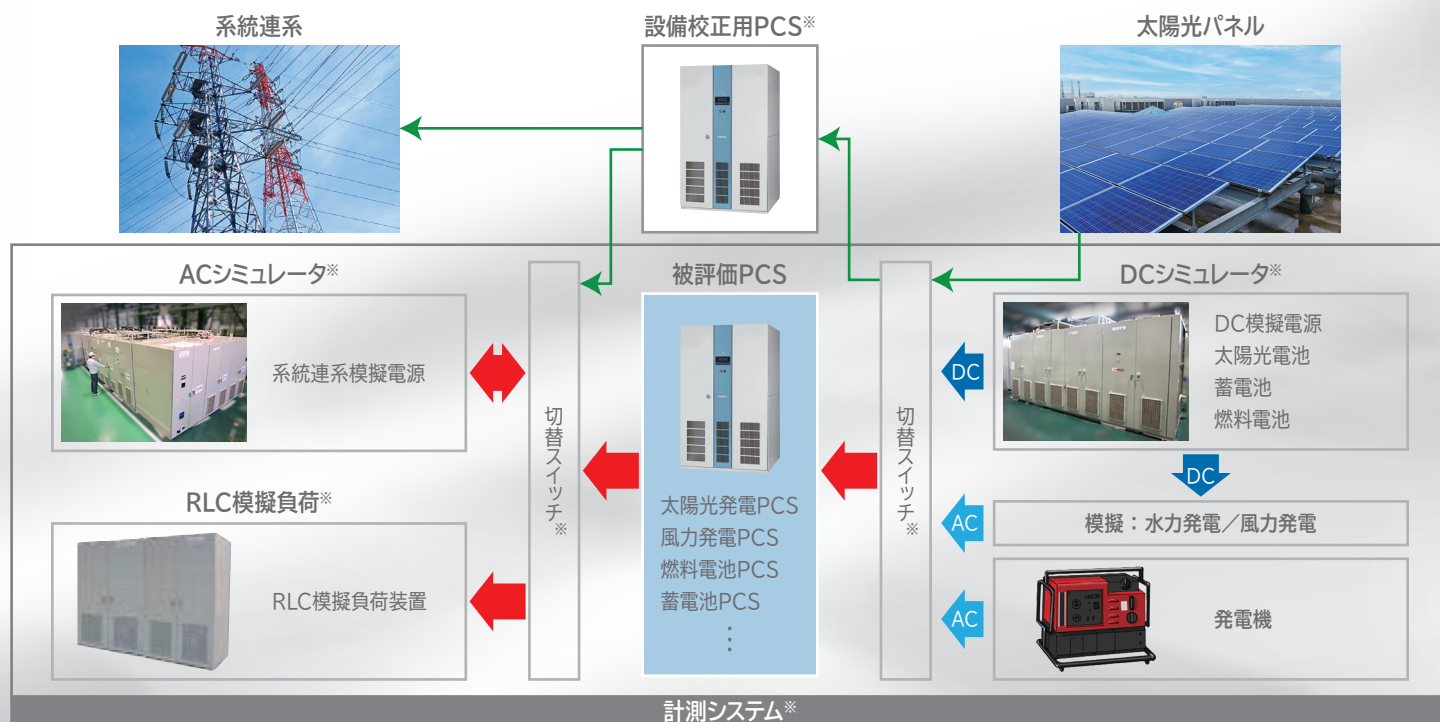 系統連系
設備校正用PCS※
太陽光パネル
ACシミュレータ※
系統連系模擬電源
RLC模擬負荷※
RLC模擬負荷装置
切替スイッチ※
被評価PCS
太陽光発電PCS
風力発電PCS
燃料電池PCS
蓄電池PCS
⋮
切替スイッチ※
DCシミュレータ※
DC
DC模擬電源
太陽光電池
蓄電池
燃料電池
DC
AC
模擬：水力発電／風力発電
AC
発電機
計測システム※